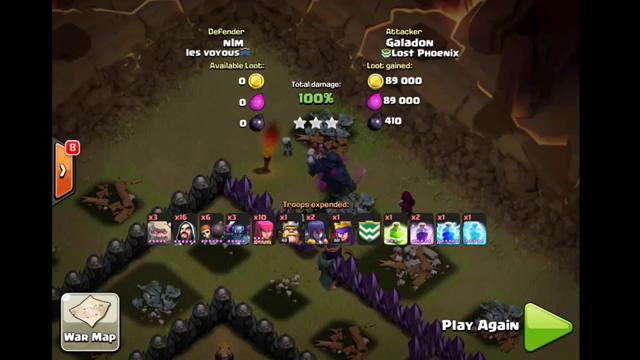 Defender
nlm
les voyous
Attacker
Galadon
Lost Phoenix
Available Loot:
0
0
0
Total damage:
100%
Loot gained:
89 000
89 000
410
8
Troops expended:
x3 x16 x6 x3 x10 x1 x2 x1 x1 x2 x1 x1
War Map
Play Again